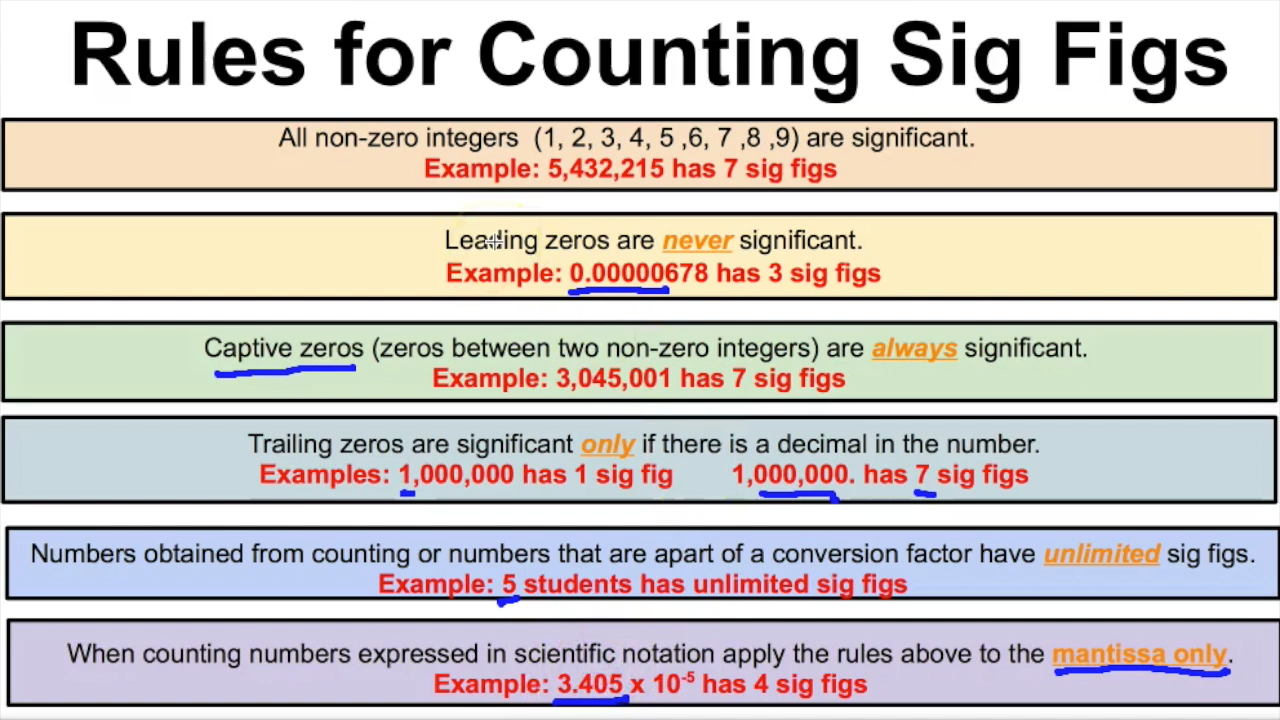 Rules for Counting Sig Figs
All non-zero integers (1, 2, 3, 4, 5 ,6, 7 ,8 ,9) are significant.
Example: 5,432,215 has 7 sig figs
Leading zeros are never significant.
Example: 0.00000678 has 3 sig figs
Captive zeros (zeros between two non-zero integers) are always significant.
Example: 3,045,001 has 7 sig figs
Trailing zeros are significant only if there is a decimal in the number.
Examples: 1,000,000 has 1 sig fig 1,000,000. has 7 sig figs
Numbers obtained from counting or numbers that are apart of a conversion factor have unlimited sig figs.
Example: 5 students has unlimited sig figs
When counting numbers expressed in scientific notation apply the rules above to the mantissa only.
Example: 3.405 x 10⁻⁵ has 4 sig figs